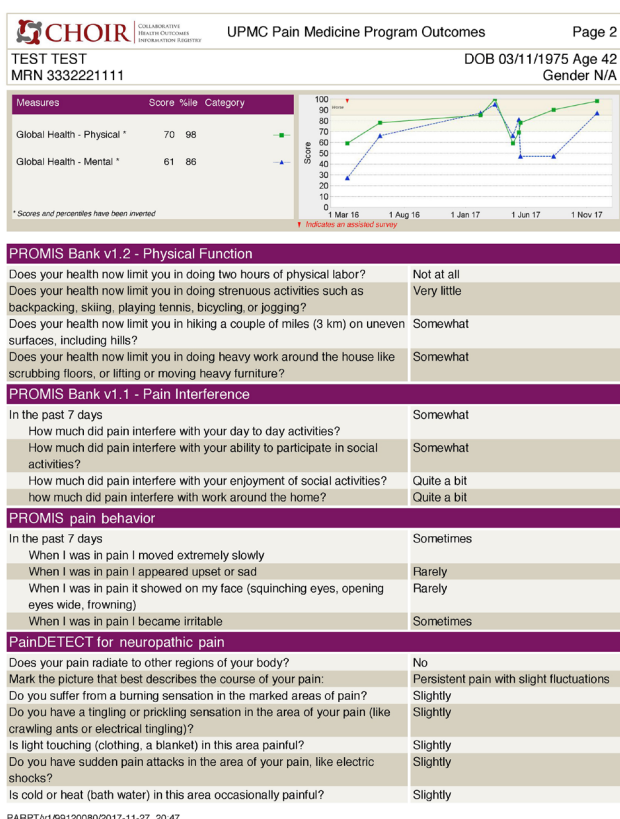 CHOIR
COLLABORATIVE
HEALTH OUTCOMES
INFORMATION REGISTRY
UPMC Pain Medicine Program Outcomes
Page 2
TEST TEST
DOB 03/11/1975 Age 42
MRN 3332221111
Gender N/A
Measures Score %ile Category
Global Health - Physical * 70 98
Global Health - Mental * 61 86
* Scores and percentiles have been inverted
Score
100
90
80
70
60
50
40
30
20
10
0
Worse
1 Mar 16 1 Aug 16 1 Jan 17 1 Jun 17 1 Nov 17
Indicates an assisted survey
PROMIS Bank v1.2 - Physical Function
Does your health now limit you in doing two hours of physical labor? Not at all
Does your health now limit you in doing strenuous activities such as Very little
backpacking, skiing, playing tennis, bicycling, or jogging?
Does your health now limit you in hiking a couple of miles (3 km) on uneven Somewhat
surfaces, including hills?
Does your health now limit you in doing heavy work around the house like Somewhat
scrubbing floors, or lifting or moving heavy furniture?
PROMIS Bank v1.1 - Pain Interference
In the past 7 days Somewhat
How much did pain interfere with your day to day activities?
How much did pain interfere with your ability to participate in social Somewhat
activities?
How much did pain interfere with your enjoyment of social activities? Quite a bit
how much did pain interfere with work around the home? Quite a bit
PROMIS pain behavior
In the past 7 days Sometimes
When I was in pain I moved extremely slowly
When I was in pain I appeared upset or sad Rarely
When I was in pain it showed on my face (squinching eyes, opening Rarely
eyes wide, frowning)
When I was in pain I became irritable Sometimes
PainDETECT for neuropathic pain
Does your pain radiate to other regions of your body? No
Mark the picture that best describes the course of your pain: Persistent pain with slight fluctuations
Do you suffer from a burning sensation in the marked areas of pain? Slightly
Do you have a tingling or prickling sensation in the area of your pain (like Slightly
crawling ants or electrical tingling)?
Is light touching (clothing, a blanket) in this area painful? Slightly
Do you have sudden pain attacks in the area of your pain, like electric Slightly
shocks?
Is cold or heat (bath water) in this area occasionally painful? Slightly
PARPT/v1/99120080/2017-11-27 20:47